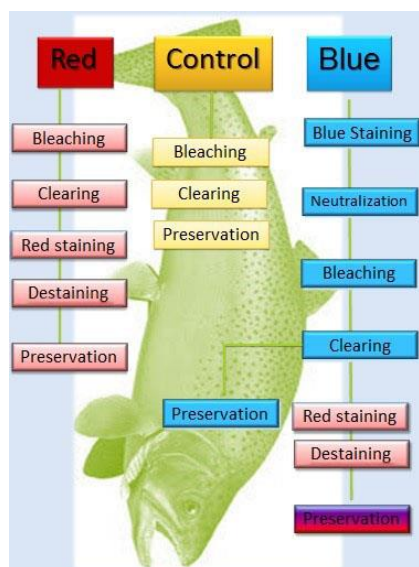 Red
Control
Blue
Bleaching
Clearing
Red staining
Destaining
Preservation
Bleaching
Clearing
Preservation
Blue Staining
Neutralization
Bleaching
Clearing
Preservation
Red staining
Destaining
Preservation